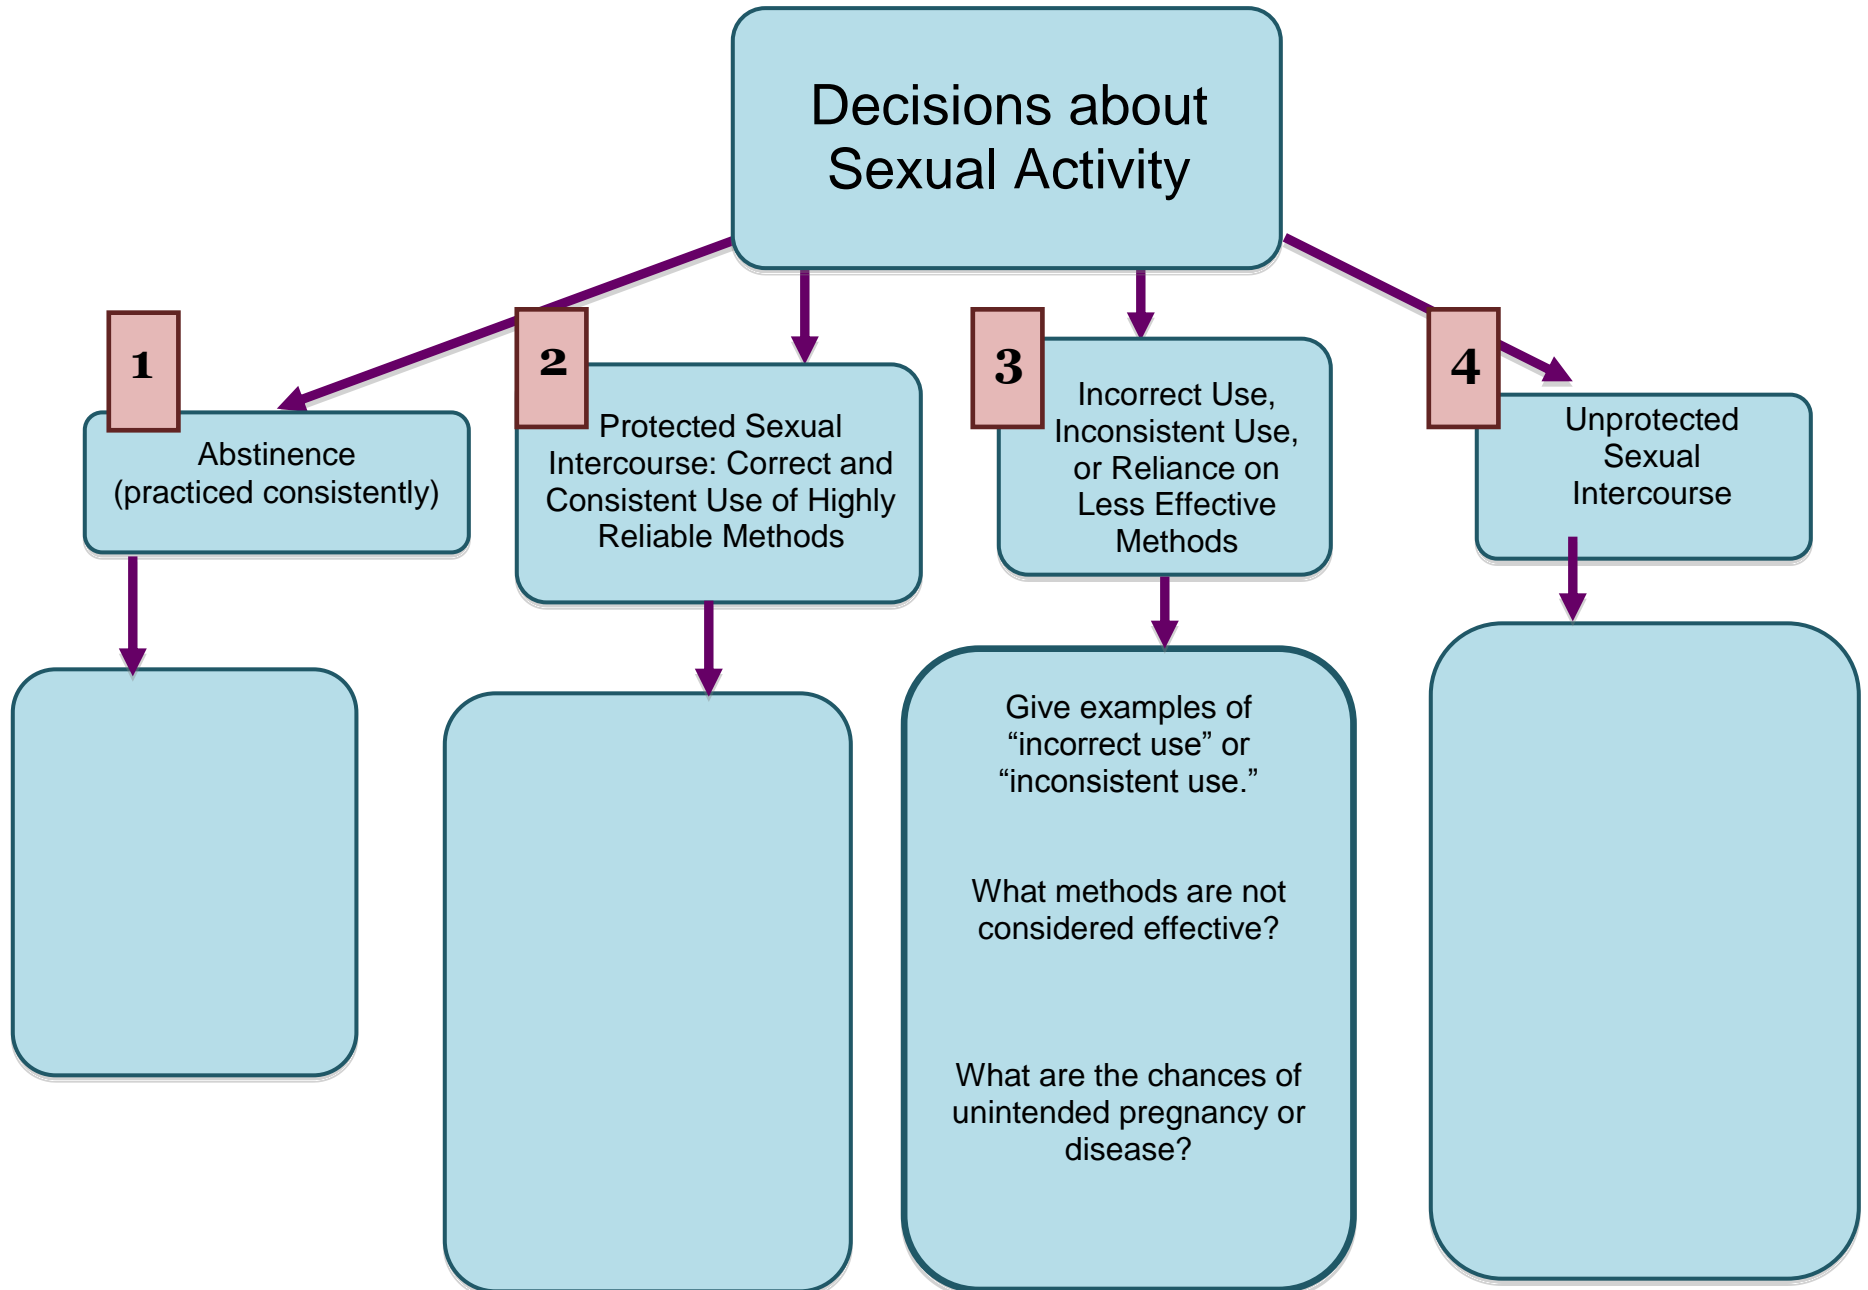 Decisions about
Sexual Activity
1
Abstinence
(practiced consistently)
2
Protected Sexual
Intercourse: Correct and
Consistent Use of Highly
Reliable Methods
3
Incorrect Use,
Inconsistent Use,
or Reliance on
Less Effective
Methods
4
Unprotected
Sexual
Intercourse
Give examples of
“incorrect use” or
“inconsistent use.”
What methods are not
considered effective?
What are the chances of
unintended pregnancy or
disease?